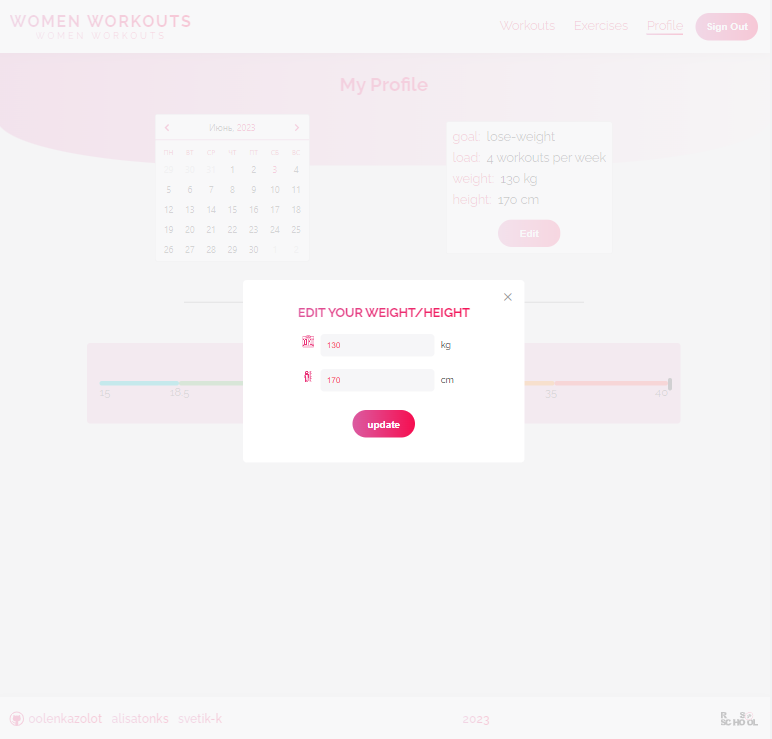 WOMEN WORKOUTS
WOMEN WORKOUTS
Workouts Exercises Profile Sign Out
My Profile
Июнь, 2023
пн вт ср чт пт сб вс
29 30 31 1 2 3 4
5 6 7 8 9 10 11
12 13 14 15 16 17 18
19 20 21 22 23 24 25
26 27 28 29 30 1 2
goal: lose-weight
load: 4 workouts per week
weight: 130 kg
height: 170 cm
Edit
EDIT YOUR WEIGHT/HEIGHT
130 kg
170 cm
update
15 18.5 35 40
oolenkazolot alisatonks svetik-k
2023
RS
SCHOOL